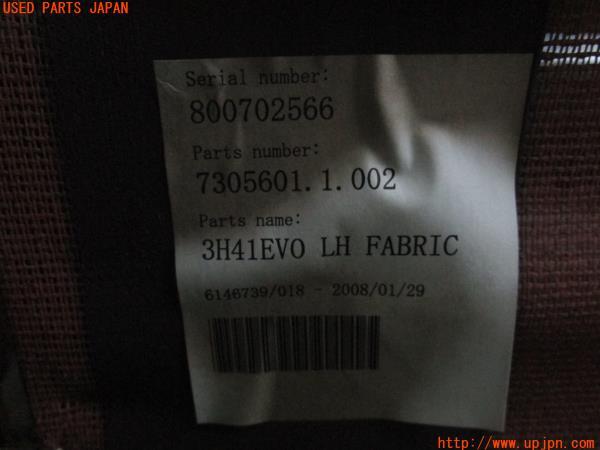 USED PARTS JAPAN
Serial number:
800702566
Parts number:
7305601.1.002
Parts name:
3H41EVO LH FABRIC
6146739/018 - 2008/01/29
http://www.upjpn.com/